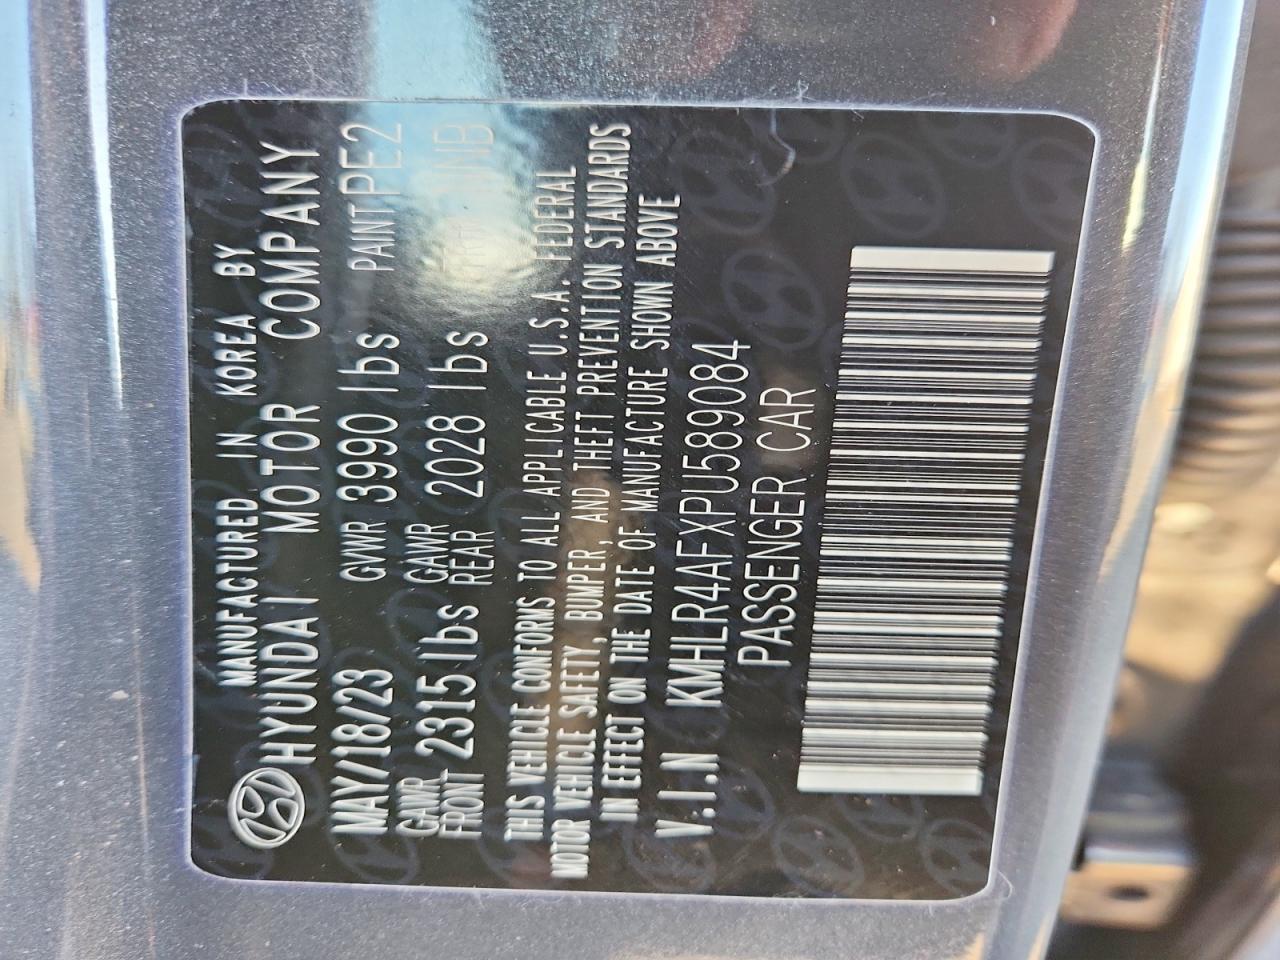 MANUFACTURED IN KOREA BY
HYUNDAI MOTOR COMPANY
MAY/18/23 GVWR 3990 lbs PAINT PE2
GAWR FRONT 2315 lbs GAWR REAR 2028 lbs
THIS VEHICLE CONFORMS TO ALL APPLICABLE U.S.A. FEDERAL
MOTOR VEHICLE SAFETY, BUMPER, AND THEFT PREVENTION STANDARDS
IN EFFECT ON THE DATE OF MANUFACTURE SHOWN ABOVE
V.I.N KMHLR4AFXPU589084
PASSENGER CAR